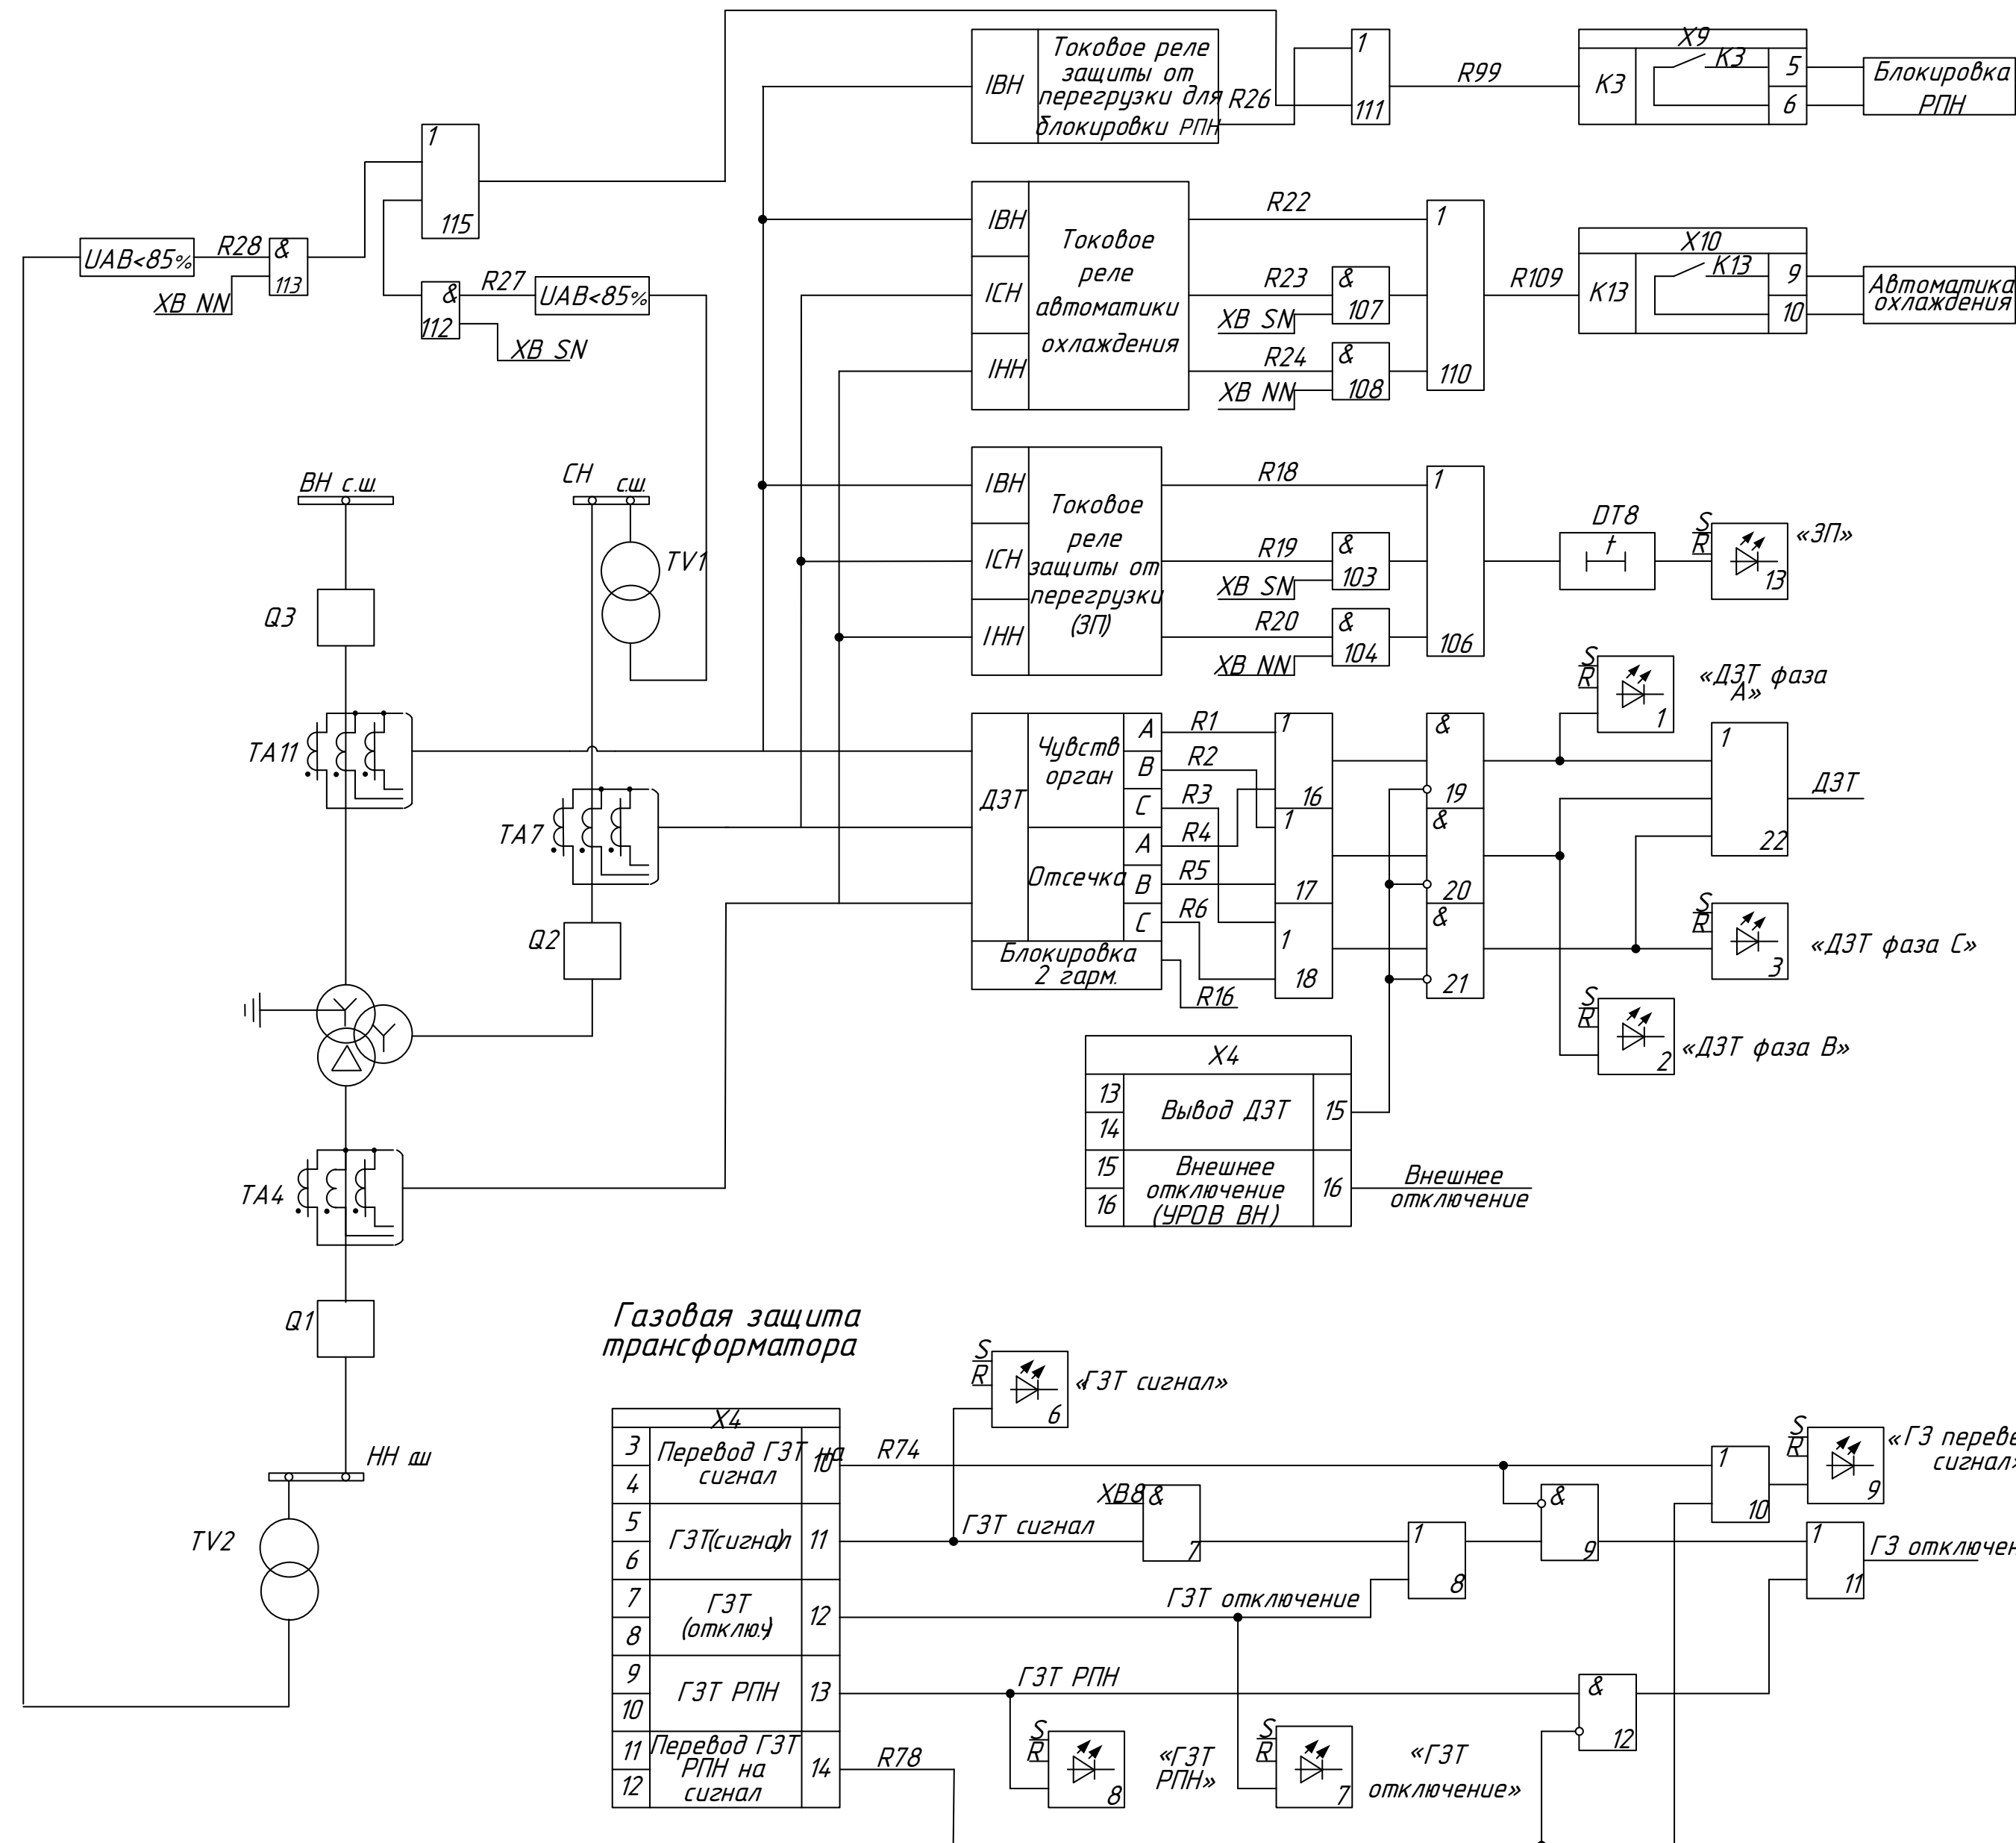 IВН
Токовое реле
защиты от
перегрузки для
блокировки РПН
R26
1
111
R99
X9
K3
K3
5
6
Блокировка
РПН
1
115
UAB<85%
R28
&
113
XB NN
&
112
R27
UAB<85%
XB SN
IВН
IСН
IНН
Токовое
реле
автоматики
охлаждения
R22
R23
&
107
XB SN
R24
&
108
XB NN
1
110
R109
X10
K13
K13
9
10
Автоматика
охлаждения
ВН с.ш.
СН с.ш.
TV1
Q3
IВН
IСН
IНН
Токовое
реле
защиты от
перегрузки
(ЗП)
R18
R19
&
103
XB SN
R20
&
104
XB NN
1
106
DT8
t
S
R
13
«ЗП»
TA11
TA7
Q2
ДЗТ
Чувств
орган
Отсечка
A
B
C
A
B
C
Блокировка
2 гарм.
R1
R2
R3
R4
R5
R6
R16
1
16
1
17
1
18
&
19
&
20
&
21
S
R
1
«ДЗТ фаза
А»
1
22
ДЗТ
S
R
3
«ДЗТ фаза С»
S
R
2
«ДЗТ фаза В»
X4
13
14
Вывод ДЗТ
15
15
16
Внешнее
отключение
(УРОВ ВН)
16
Внешнее
отключение
TA4
Q1
НН
TV2
Газовая защита
трансформатора
X4
3
4
Перевод ГЗТ на
сигнал
10
5
6
ГЗТ(сигнал)
11
7
8
ГЗТ
(отключ.)
12
9
10
ГЗТ РПН
13
11
12
Перевод ГЗТ
РПН на
сигнал
14
R74
S
R
6
«ГЗТ сигнал»
ГЗТ сигнал
XB8
&
7
ГЗТ отключение
1
8
&
9
1
10
S
R
9
«ГЗ переве
сигнал»
1
11
ГЗ отключен
ГЗТ РПН
&
12
R78
S
R
8
«ГЗТ
РПН»
S
R
7
«ГЗТ
отключение»